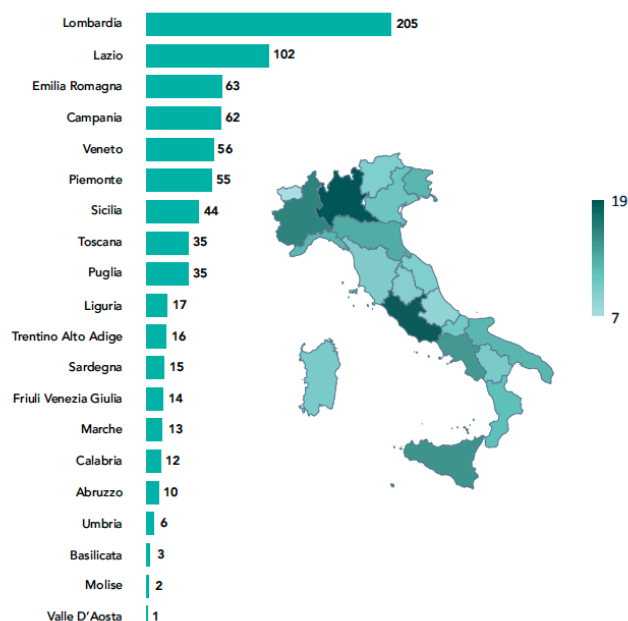 Lombardia 205
Lazio 102
Emilia Romagna 63
Campania 62
Veneto 56
Piemonte 55
Sicilia 44
Toscana 35
Puglia 35
Liguria 17
Trentino Alto Adige 16
Sardegna 15
Friuli Venezia Giulia 14
Marche 13
Calabria 12
Abruzzo 10
Umbria 6
Basilicata 3
Molise 2
Valle D'Aosta 1
19
7